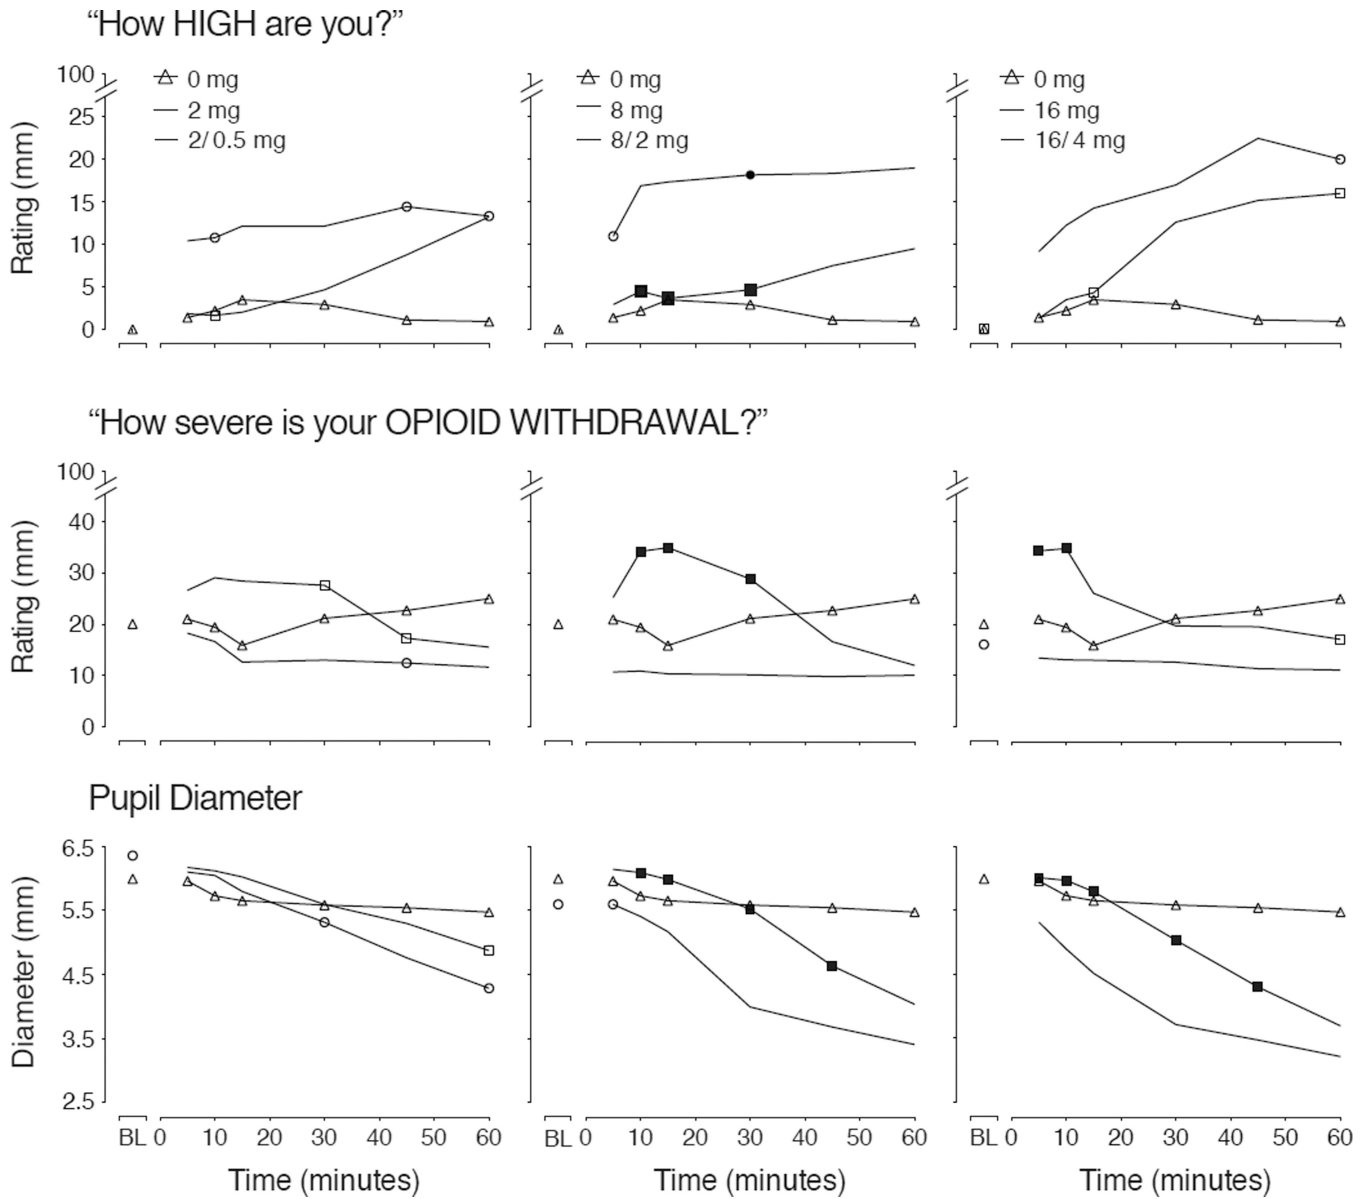 “How HIGH are you?”
100
25
20
15
10
5
0
Rating (mm)
0 mg
2 mg
2/0.5 mg
0 mg
8 mg
8/2 mg
0 mg
16 mg
16/4 mg
“How severe is your OPIOID WITHDRAWAL?”
100
40
30
20
10
0
Rating (mm)
Pupil Diameter
6.5
5.5
4.5
3.5
2.5
Diameter (mm)
BL 0 10 20 30 40 50 60
BL 0 10 20 30 40 50 60
BL 0 10 20 30 40 50 60
Time (minutes)
Time (minutes)
Time (minutes)